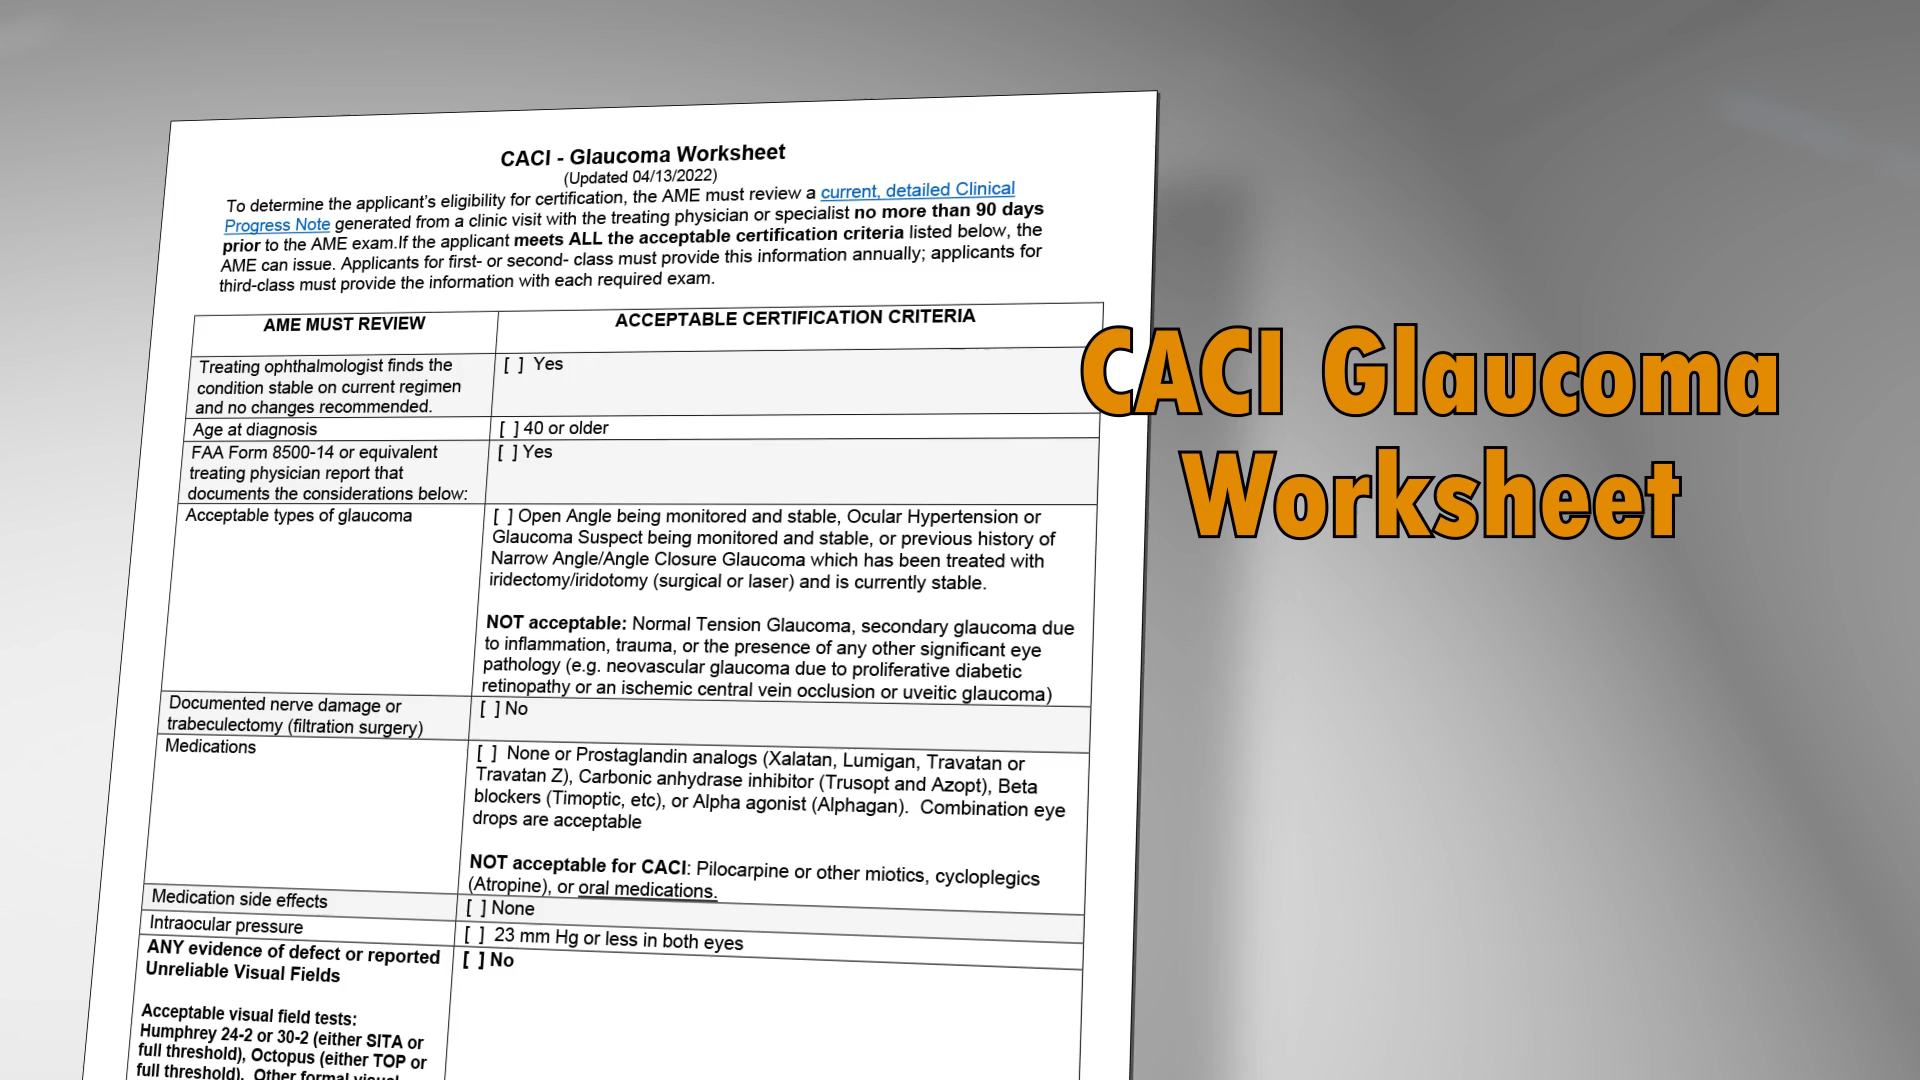 CACI - Glaucoma Worksheet
(Updated 04/13/2022)
To determine the applicant's eligibility for certification, the AME must review a current, detailed Clinical
Progress Note generated from a clinic visit with the treating physician or specialist no more than 90 days
prior to the AME exam.If the applicant meets ALL the acceptable certification criteria listed below, the
AME can issue. Applicants for first- or second- class must provide this information annually; applicants for
third-class must provide the information with each required exam.
AME MUST REVIEW
ACCEPTABLE CERTIFICATION CRITERIA
Treating ophthalmologist finds the
condition stable on current regimen
and no changes recommended.
[ ] Yes
Age at diagnosis
[ ] 40 or older
FAA Form 8500-14 or equivalent
treating physician report that
documents the considerations below:
[ ] Yes
Acceptable types of glaucoma
[ ] Open Angle being monitored and stable, Ocular Hypertension or
Glaucoma Suspect being monitored and stable, or previous history of
Narrow Angle/Angle Closure Glaucoma which has been treated with
iridectomy/iridotomy (surgical or laser) and is currently stable.
NOT acceptable: Normal Tension Glaucoma, secondary glaucoma due
to inflammation, trauma, or the presence of any other significant eye
pathology (e.g. neovascular glaucoma due to proliferative diabetic
retinopathy or an ischemic central vein occlusion or uveitic glaucoma)
Documented nerve damage or
trabeculectomy (filtration surgery)
[ ] No
Medications
[ ] None or Prostaglandin analogs (Xalatan, Lumigan, Travatan or
Travatan Z), Carbonic anhydrase inhibitor (Trusopt and Azopt), Beta
blockers (Timoptic, etc), or Alpha agonist (Alphagan). Combination eye
drops are acceptable
NOT acceptable for CACI: Pilocarpine or other miotics, cycloplegics
(Atropine), or oral medications.
Medication side effects
[ ] None
Intraocular pressure
[ ] 23 mm Hg or less in both eyes
ANY evidence of defect or reported
Unreliable Visual Fields
[ ] No
Acceptable visual field tests:
Humphrey 24-2 or 30-2 (either SITA or
full threshold), Octopus (either TOP or
full threshold). Other formal visual
CACI Glaucoma
Worksheet